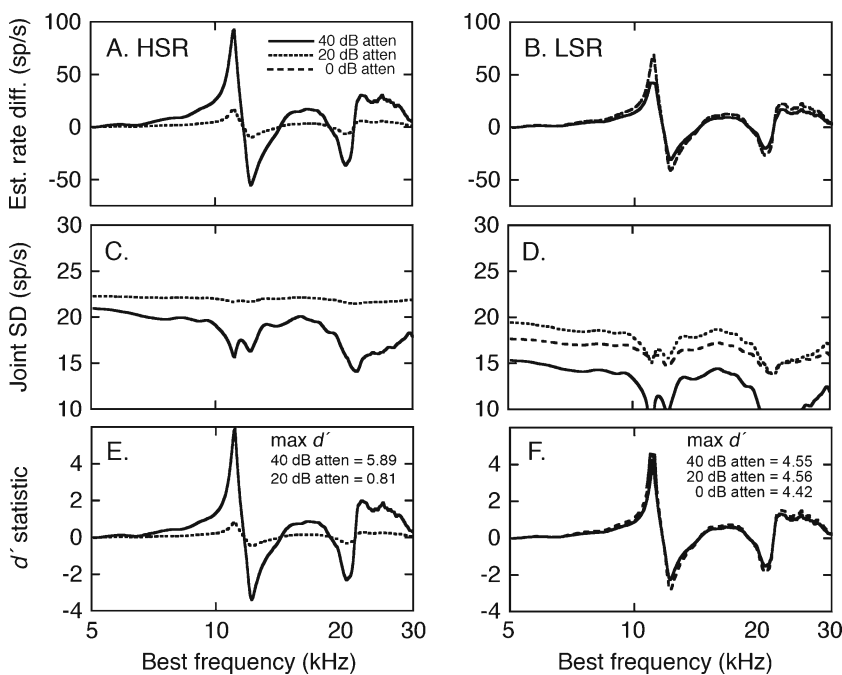 Est. rate diff. (sp/s)
100
50
0
-50
A. HSR
40 dB atten
20 dB atten
0 dB atten
100
50
0
-50
B. LSR
Joint SD (sp/s)
30
25
20
15
10
C.
30
25
20
15
10
D.
d´ statistic
4
2
0
-2
-4
E.
max d´
40 dB atten = 5.89
20 dB atten = 0.81
5
10
20
30
Best frequency (kHz)
4
2
0
-2
-4
F.
max d´
40 dB atten = 4.55
20 dB atten = 4.56
0 dB atten = 4.42
5
10
20
30
Best frequency (kHz)